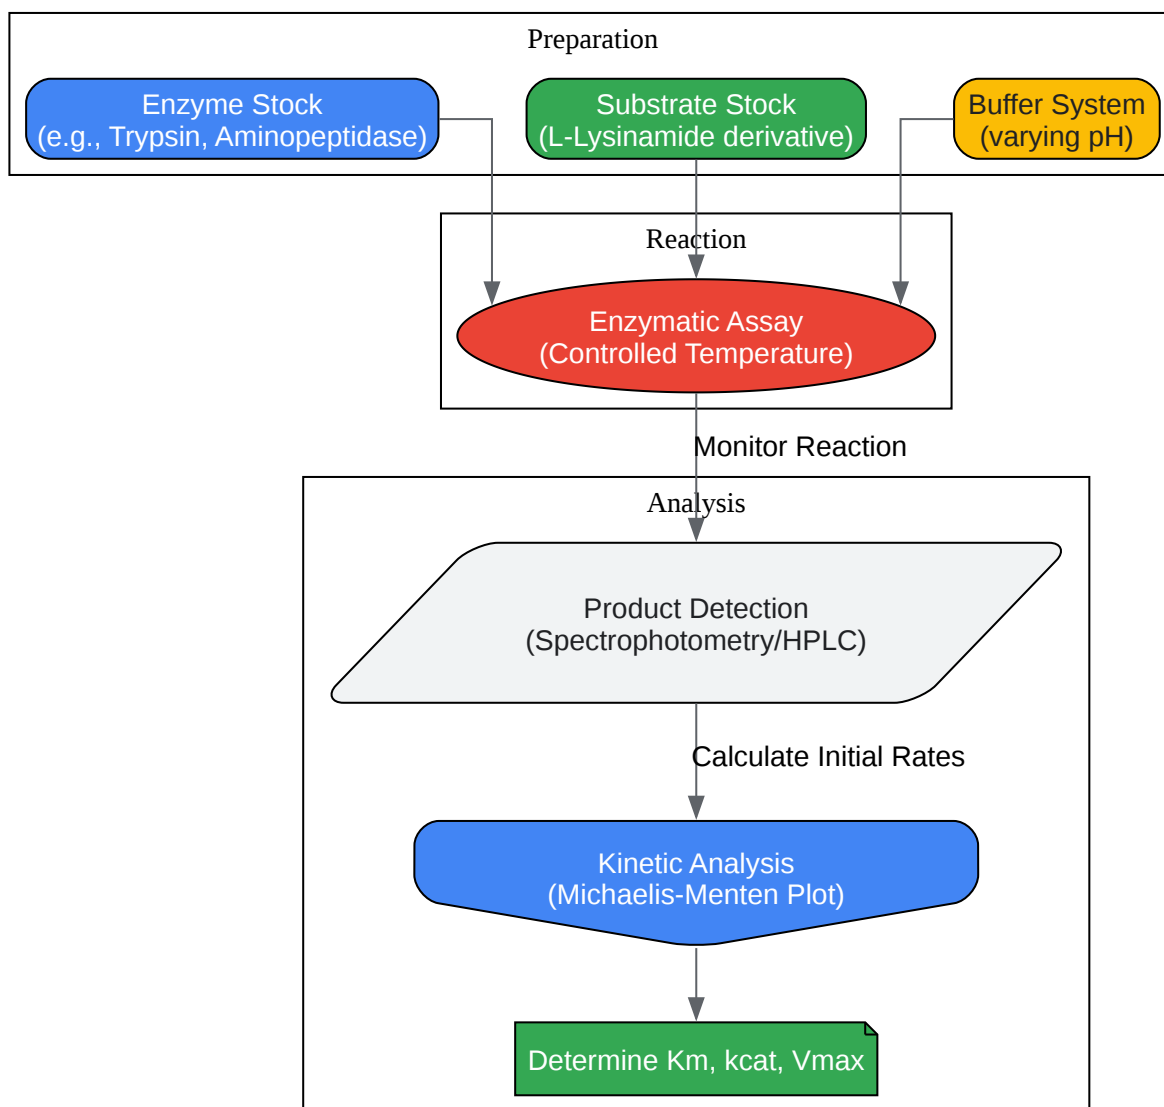 Preparation
Enzyme Stock
(e.g., Trypsin, Aminopeptidase)
Substrate Stock
(L-Lysinamide derivative)
Buffer System
(varying pH)
Reaction
Enzymatic Assay
(Controlled Temperature)
Monitor Reaction
Analysis
Product Detection
(Spectrophotometry/HPLC)
Calculate Initial Rates
Kinetic Analysis
(Michaelis-Menten Plot)
Determine Km, kcat, Vmax